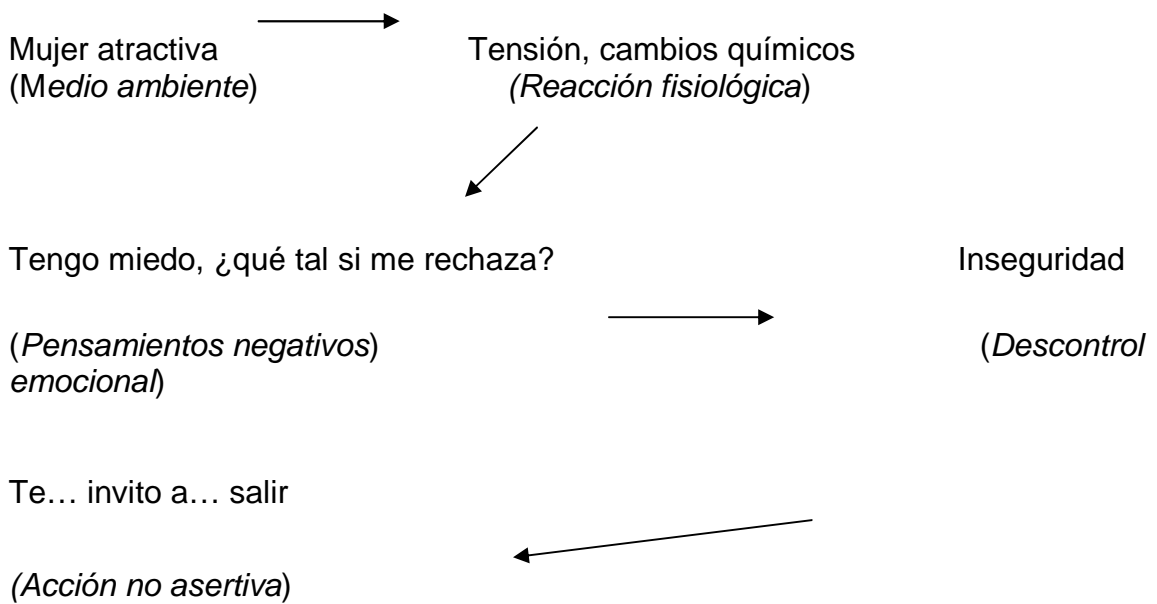 Mujer atractiva Tensión, cambios químicos
(Medio ambiente) (Reacción fisiológica)
Tengo miedo, ¿qué tal si me rechaza? Inseguridad
(Pensamientos negativos) (Descontrol
emocional)
Te… invito a… salir
(Acción no asertiva)